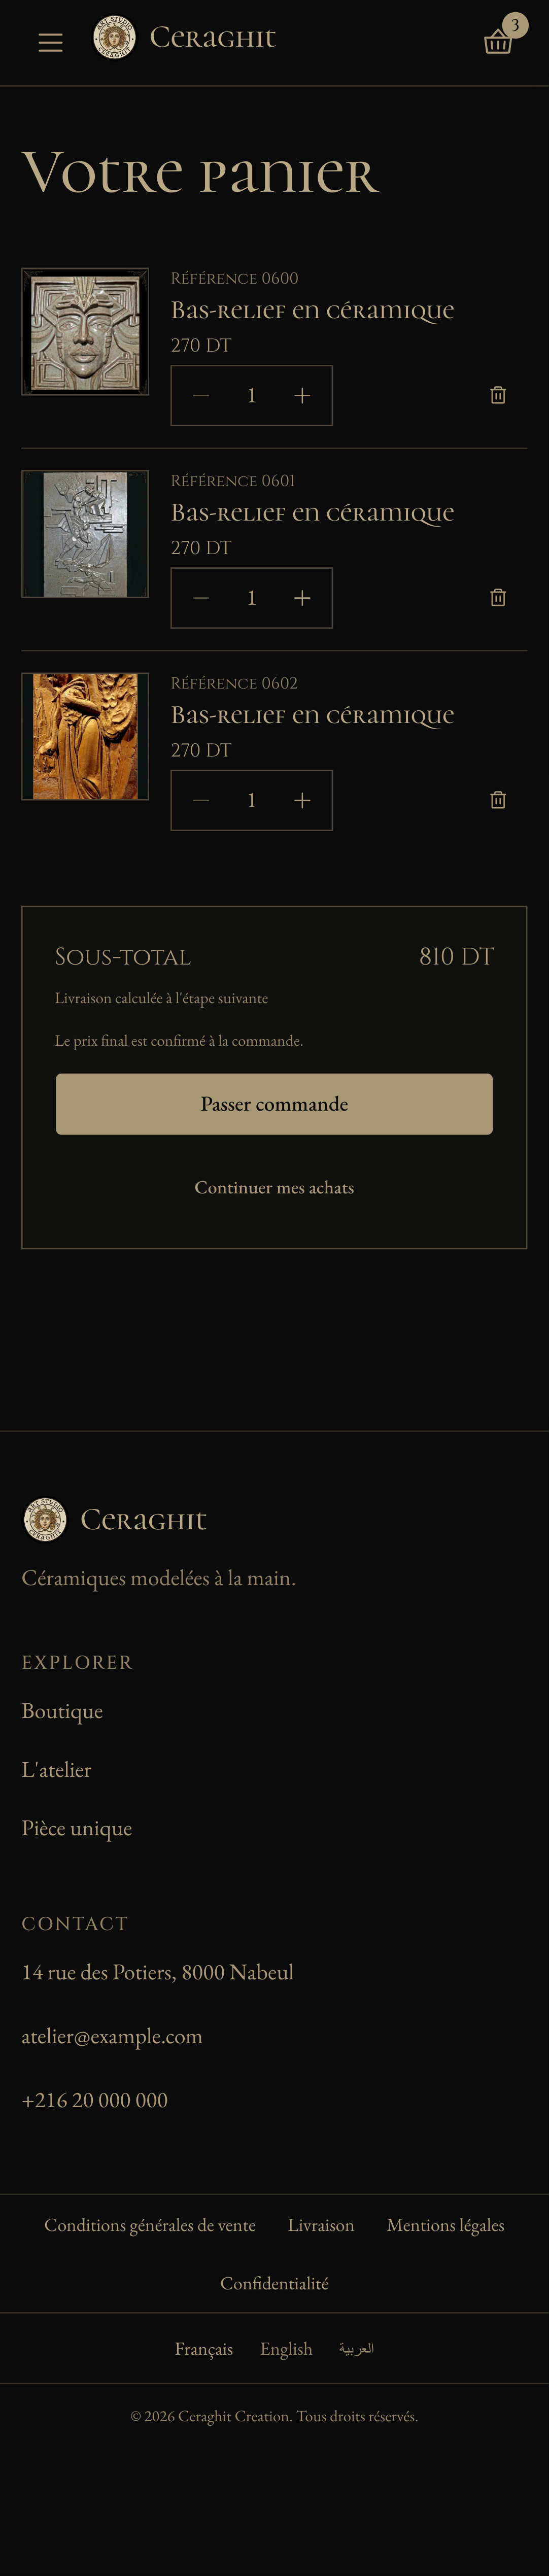 Ceraghit
3
Votre panier
Référence 0600
Bas-relief en céramique
270 DT
1
Référence 0601
Bas-relief en céramique
270 DT
1
Référence 0602
Bas-relief en céramique
270 DT
1
Sous-total 810 DT
Livraison calculée à l'étape suivante
Le prix final est confirmé à la commande.
Passer commande
Continuer mes achats
Ceraghit
Céramiques modelées à la main.
EXPLORER
Boutique
L'atelier
Pièce unique
CONTACT
14 rue des Potiers, 8000 Nabeul
atelier@example.com
+216 20 000 000
Conditions générales de vente Livraison Mentions légales
Confidentialité
Français English العربية
© 2026 Ceraghit Creation. Tous droits réservés.